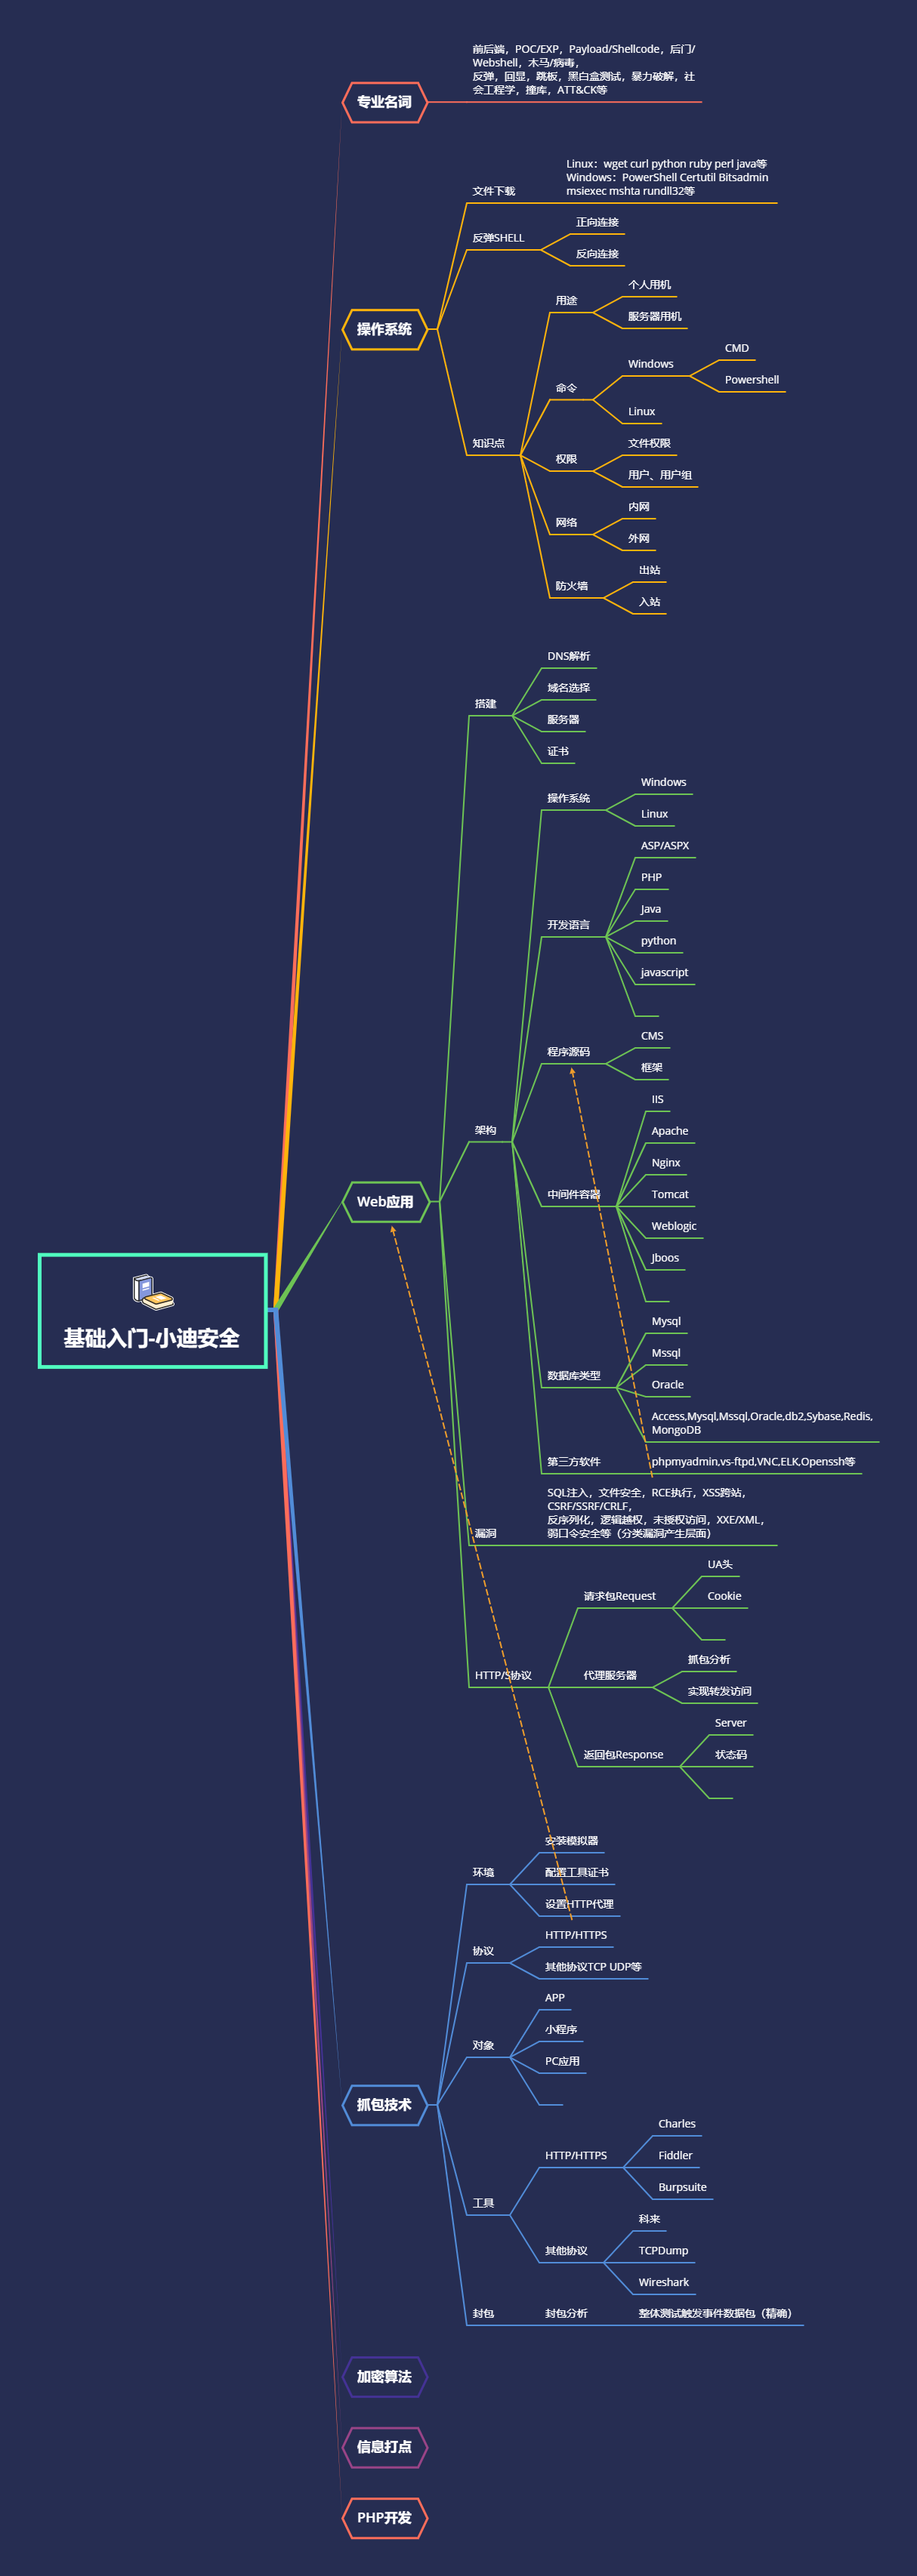 前后端，POC/EXP，Payload/Shellcode，后门/
Webshell，木马/病毒，
反弹，回显，跳板，黑白盒测试，暴力破解，社
会工程学，撞库，ATT&CK等
专业名词
Linux：wget curl python ruby perl java等
Windows：PowerShell Certutil Bitsadmin
msiexec mshta rundll32等
文件下载
正向连接
反弹SHELL
反向连接
个人用机
用途
服务器用机
操作系统
CMD
Windows
Powershell
命令
Linux
知识点
文件权限
权限
用户、用户组
内网
网络
外网
出站
防火墙
入站
DNS解析
域名选择
搭建
服务器
证书
Windows
操作系统
Linux
ASP/ASPX
PHP
Java
开发语言
python
javascript
CMS
程序源码
框架
IIS
架构
Apache
Nginx
中间件容器
Tomcat
Web应用
Weblogic
Jboos
Mysql
基础入门-小迪安全
Mssql
数据库类型
Oracle
Access,Mysql,Mssql,Oracle,db2,Sybase,Redis,
MongoDB
第三方软件
phpmyadmin,vs-ftpd,VNC,ELK,Openssh等
SQL注入，文件安全，RCE执行，XSS跨站，
CSRF/SSRF/CRLF，
反序列化，逻辑越权，未授权访问，XXE/XML，
弱口令安全等（分类漏洞产生层面）
漏洞
UA头
请求包Request
Cookie
抓包分析
HTTP/S协议
代理服务器
实现转发访问
Server
返回包Response
状态码
安装模拟器
环境
配置工具证书
设置HTTP代理
HTTP/HTTPS
协议
其他协议TCP UDP等
APP
小程序
对象
PC应用
抓包技术
Charles
HTTP/HTTPS
Fiddler
Burpsuite
工具
科来
其他协议
TCPDump
Wireshark
封包
封包分析
整体测试触发事件数据包（精确）
加密算法
信息打点
PHP开发